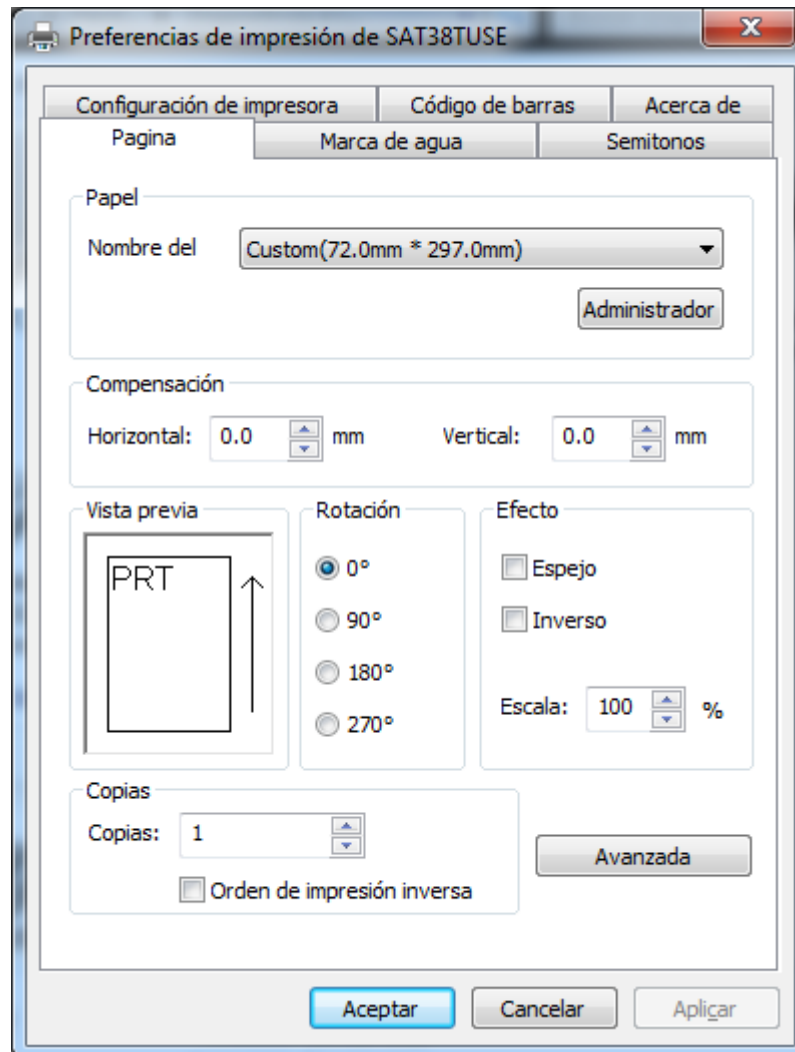 Preferencias de impresión de SAT38TUSE
Configuración de impresora Código de barras Acerca de
Pagina Marca de agua Semitonos
Papel
Nombre del Custom(72.0mm * 297.0mm)
Administrador
Compensación
Horizontal: 0.0 mm Vertical: 0.0 mm
Vista previa Rotación Efecto
PRT 0° Espejo
90° Inverso
180°
Escala: 100 %
270°
Copias
Copias: 1
Avanzada
Orden de impresión inversa
Aceptar Cancelar Aplicar